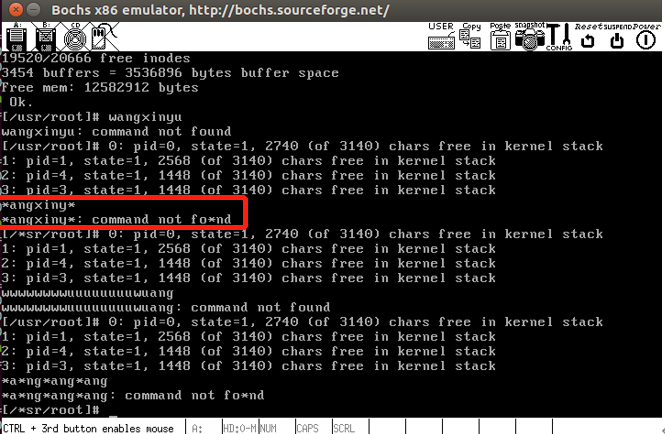 Bochs x86 emulator, http://bochs.sourceforge.net/
A: B: CD USER Copy Paste snapshot CONFIG Reset SUSPEND Power
19520/20666 free inodes
3454 buffers = 3536896 bytes buffer space
Free mem: 12582912 bytes
Ok.
[/usr/root]# wangxinyu
wangxinyu: command not found
[/usr/root]# 0: pid=0, state=1, 2740 (of 3140) chars free in kernel stack
1: pid=1, state=1, 2568 (of 3140) chars free in kernel stack
2: pid=4, state=1, 1448 (of 3140) chars free in kernel stack
3: pid=3, state=1, 1448 (of 3140) chars free in kernel stack
*angxiny*
*angxiny*: command not fo*nd
[/*sr/root]# 0: pid=0, state=1, 2740 (of 3140) chars free in kernel stack
1: pid=1, state=1, 2568 (of 3140) chars free in kernel stack
2: pid=4, state=1, 1448 (of 3140) chars free in kernel stack
3: pid=3, state=1, 1448 (of 3140) chars free in kernel stack
wwwwwwwwuuuuuuuuwuang
wwwwwwwwuuuuuuuuwuang: command not found
[/usr/root]# 0: pid=0, state=1, 2740 (of 3140) chars free in kernel stack
1: pid=1, state=1, 2568 (of 3140) chars free in kernel stack
2: pid=4, state=1, 1448 (of 3140) chars free in kernel stack
3: pid=3, state=1, 1448 (of 3140) chars free in kernel stack
*a*ng*ang*ang
*a*ng*ang*ang: command not fo*nd
[/*sr/root]# _
CTRL + 3rd button enables mouse A: HD:0-M NUM CAPS SCRL